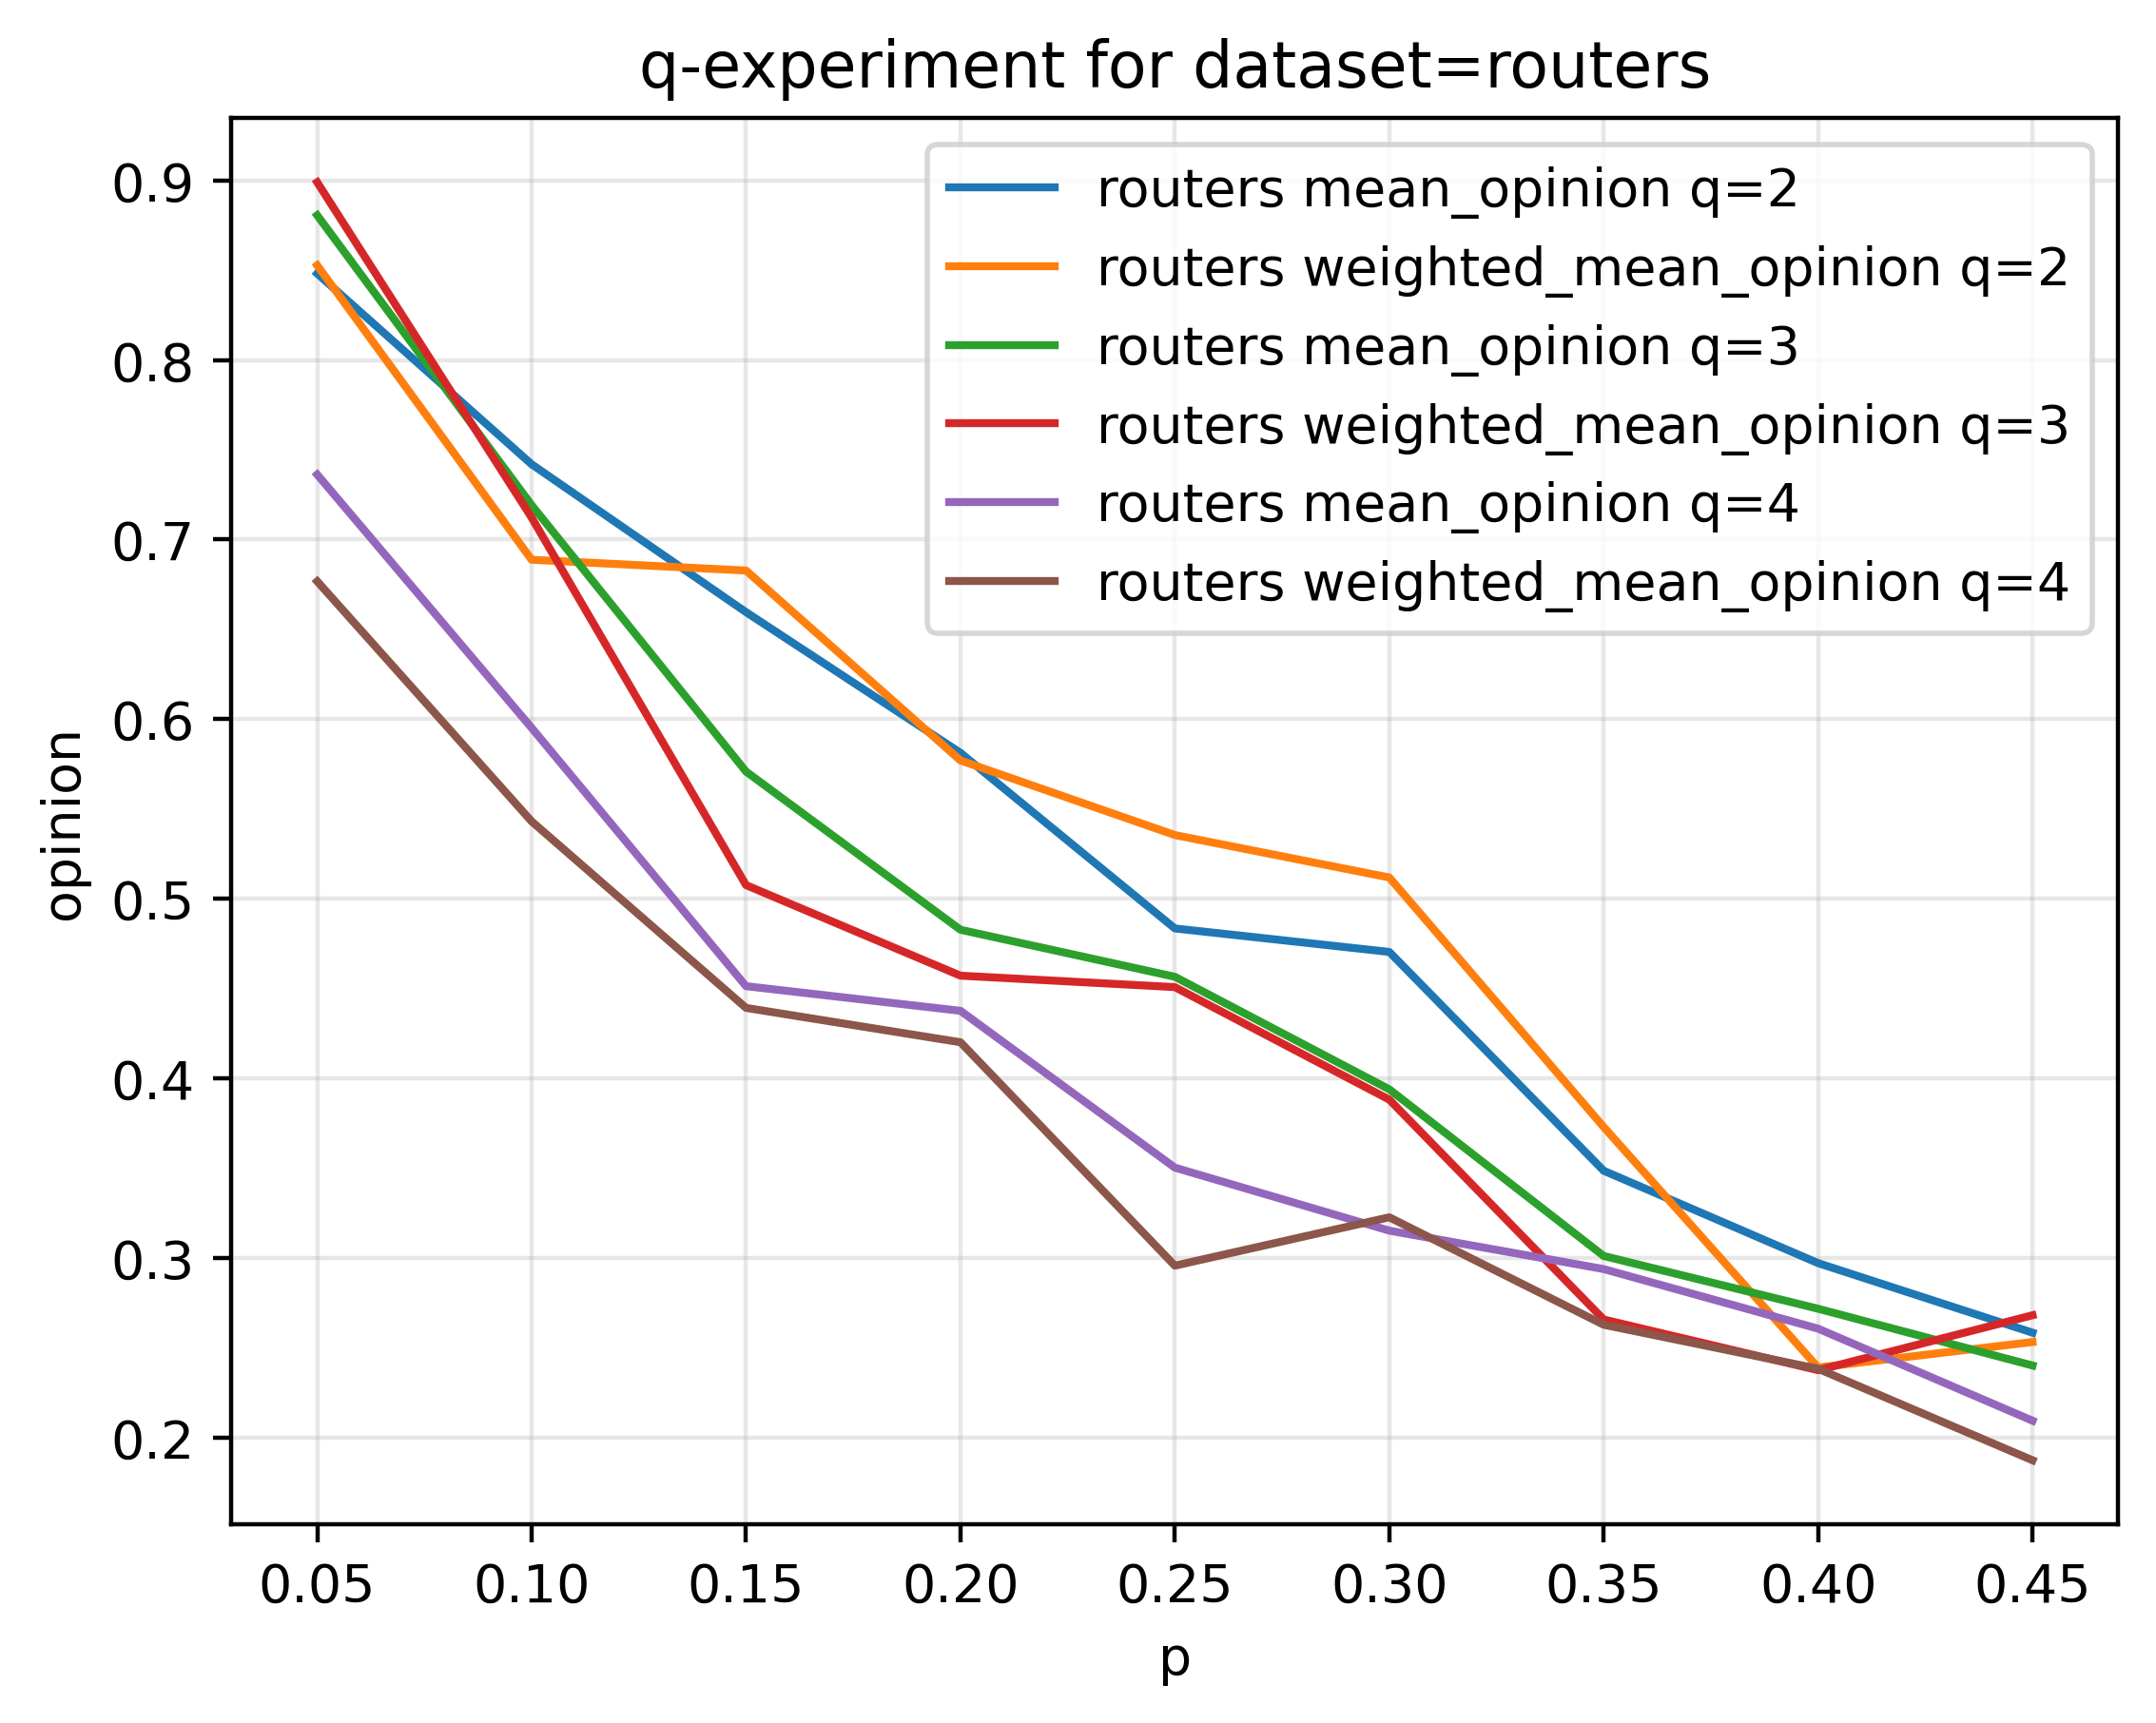 q-experiment for dataset=routers
routers mean_opinion q=2
routers weighted_mean_opinion q=2
routers mean_opinion q=3
routers weighted_mean_opinion q=3
routers mean_opinion q=4
routers weighted_mean_opinion q=4
opinion
0.9
0.8
0.7
0.6
0.5
0.4
0.3
0.2
0.05 0.10 0.15 0.20 0.25 0.30 0.35 0.40 0.45
p